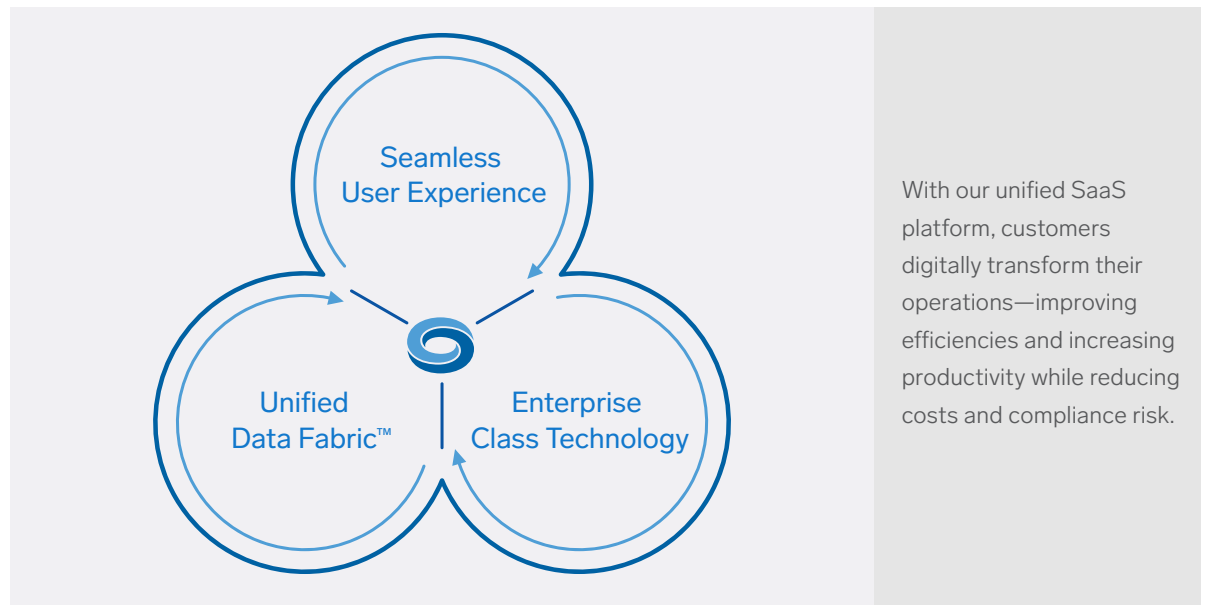 Seamless
User Experience
Unified
Data Fabric™
Enterprise
Class Technology
With our unified SaaS
platform, customers
digitally transform their
operations—improving
efficiencies and increasing
productivity while reducing
costs and compliance risk.